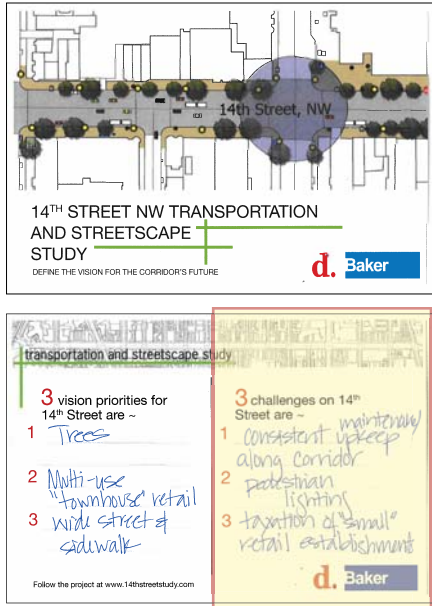 14th Street, NW
14TH STREET NW TRANSPORTATION
AND STREETSCAPE
STUDY
DEFINE THE VISION FOR THE CORRIDOR'S FUTURE
d. Baker
transportation and streetscape study
3 vision priorities for
14th Street are ~
1 Trees
2 Multi-use
"townhouse" retail
3 wide street &
sidewalk
Follow the project at www.14thstreetstudy.com
3 challenges on 14th
Street are ~
maintenance/
1 consistent upkeep
along corridor
2 pedestrian
lighting
3 taxation of "small"
retail establishment
d. Baker